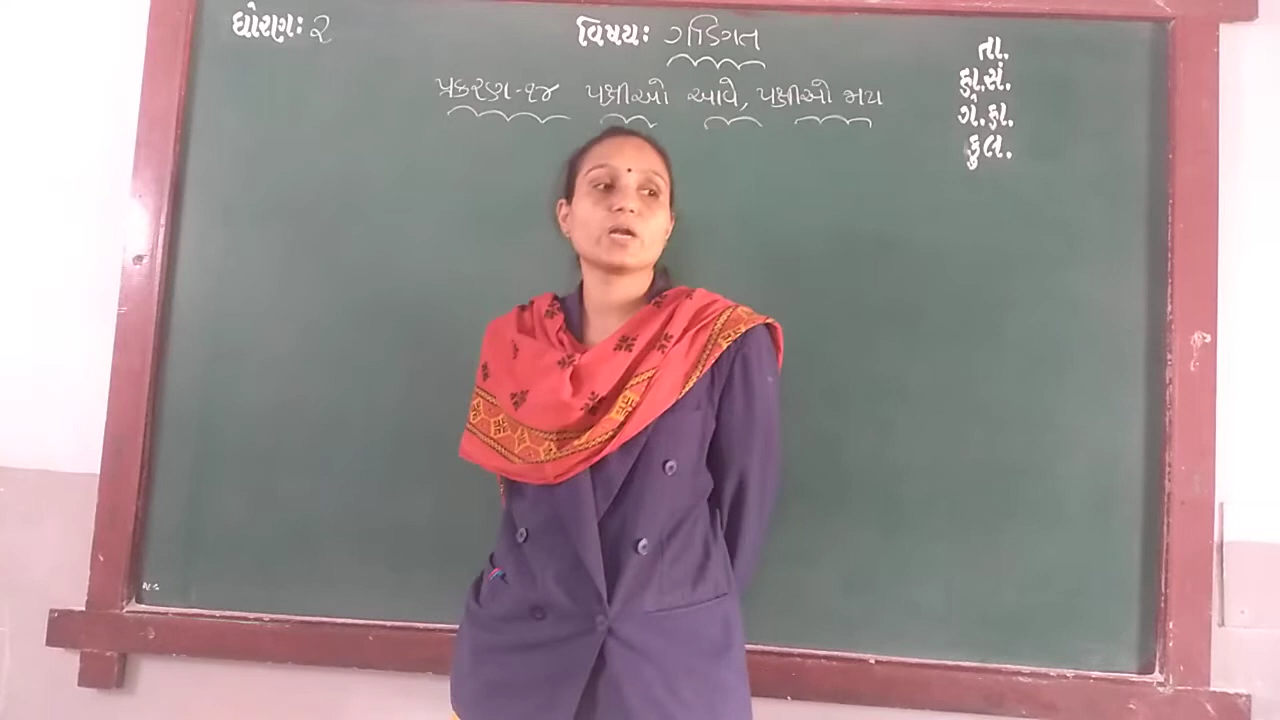 ધોરણઃ ૨
વિષયઃ ગણિત
પ્રકરણ-૧૪ પક્ષીઓ આવે, પક્ષીઓ જાય
તા.
હા.સં.
ગે.હા.
કુલ.